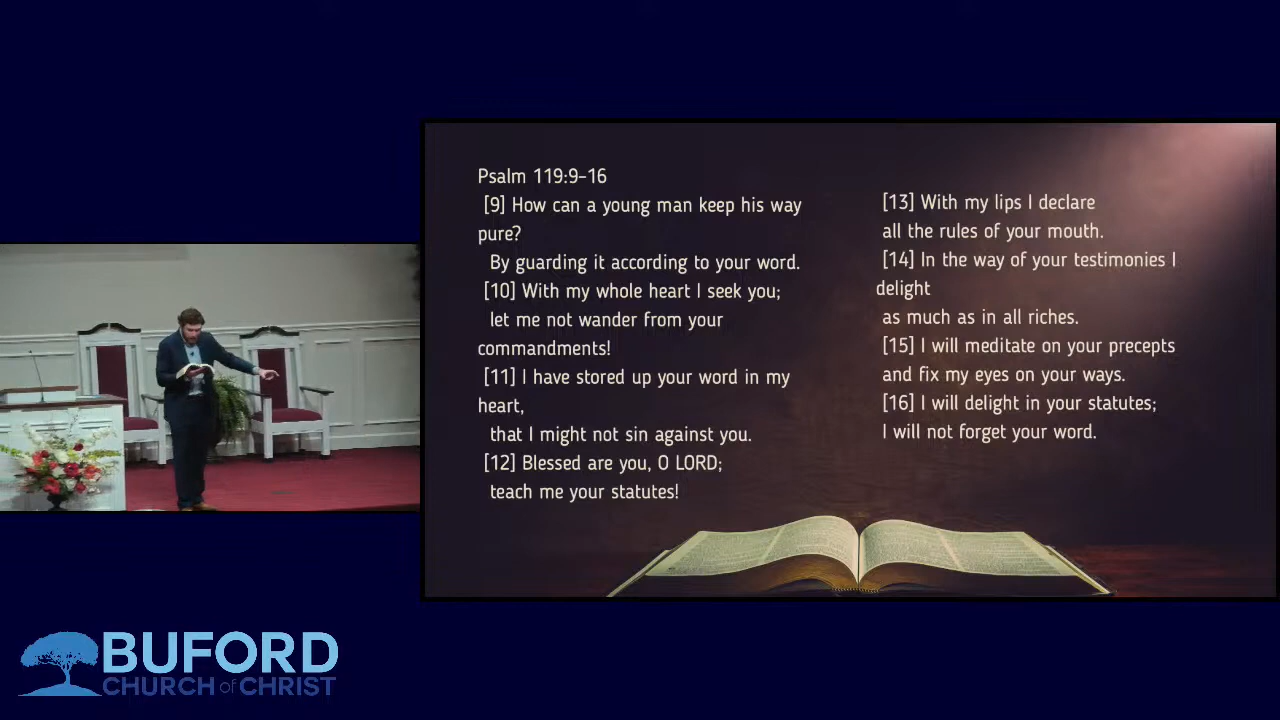 Psalm 119:9–16
[9] How can a young man keep his way
pure?
By guarding it according to your word.
[10] With my whole heart I seek you;
let me not wander from your
commandments!
[11] I have stored up your word in my
heart,
that I might not sin against you.
[12] Blessed are you, O LORD;
teach me your statutes!
[13] With my lips I declare
all the rules of your mouth.
[14] In the way of your testimonies I
delight
as much as in all riches.
[15] I will meditate on your precepts
and fix my eyes on your ways.
[16] I will delight in your statutes;
I will not forget your word.
BUFORD
CHURCH of CHRIST